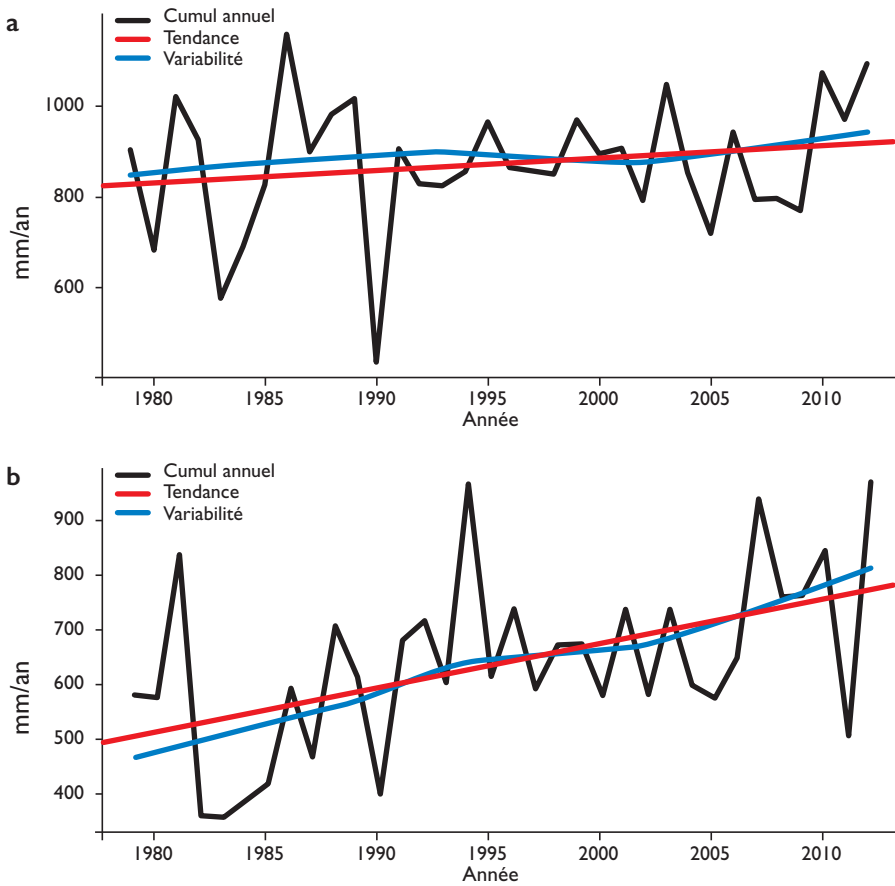 a
Cumul annuel
Tendance
Variabilité
1000
800
600
mm/an
1980 1985 1990 1995 2000 2005 2010
Année
b
Cumul annuel
Tendance
Variabilité
900
800
700
600
500
400
mm/an
1980 1985 1990 1995 2000 2005 2010
Année